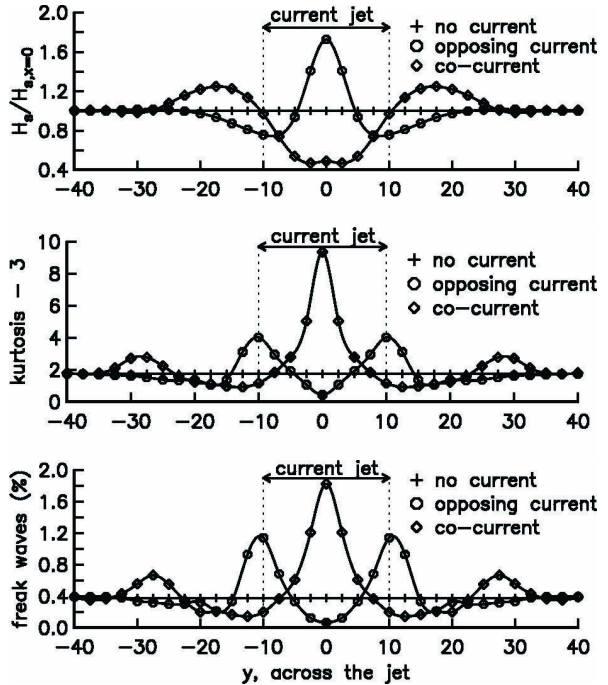 2.0
1.6
1.2
0.8
0.4
Hs/Hs,x=0
current jet
+ no current
opposing current
co-current
−40 −30 −20 −10 0 10 20 30 40
10
8
6
4
2
0
kurtosis − 3
current jet
+ no current
opposing current
co-current
−40 −30 −20 −10 0 10 20 30 40
2.0
1.6
1.2
0.8
0.4
0.0
freak waves (%)
current jet
+ no current
opposing current
co-current
−40 −30 −20 −10 0 10 20 30 40
y, across the jet